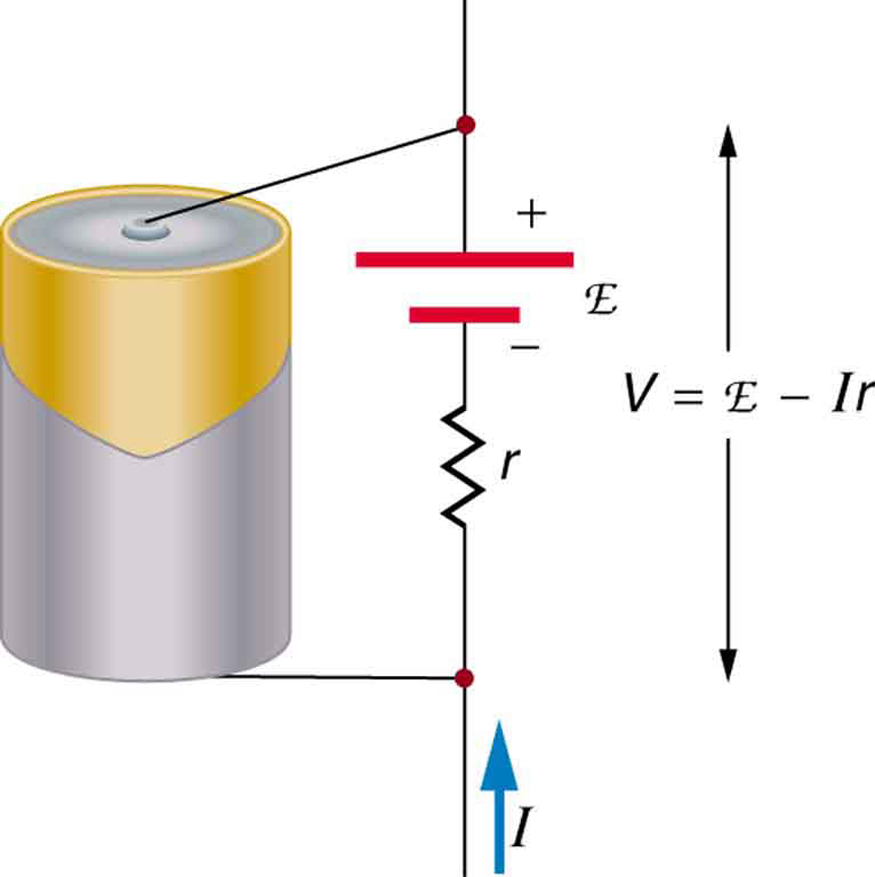 +
ℰ
−
V = ℰ − Ir
r
I